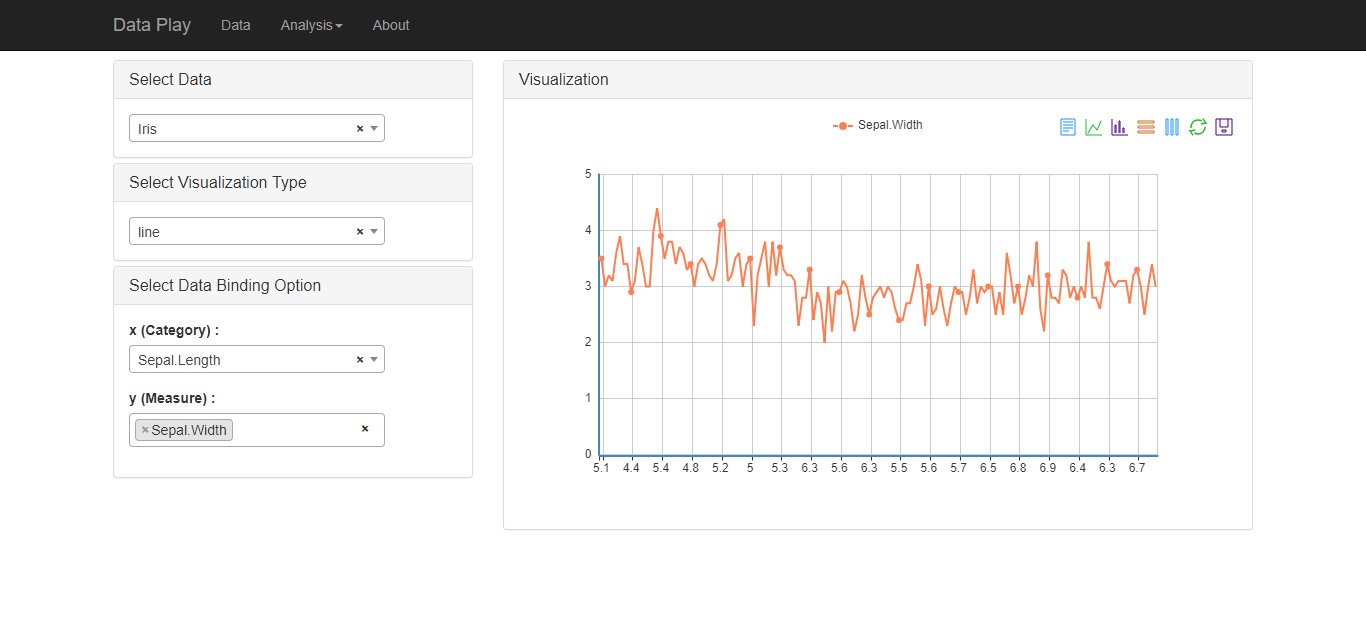 Data Play Data Analysis About
Select Data
× Iris
Select Visualization Type
× line
Select Data Binding Option
x (Category) :
× Sepal.Length
y (Measure) :
× Sepal.Width ×
Visualization
Sepal.Width
5
4
3
2
1
0
5.1 4.4 5.4 4.8 5.2 5 5.3 6.3 5.6 6.3 5.5 5.6 5.7 6.5 6.8 6.9 6.4 6.3 6.7